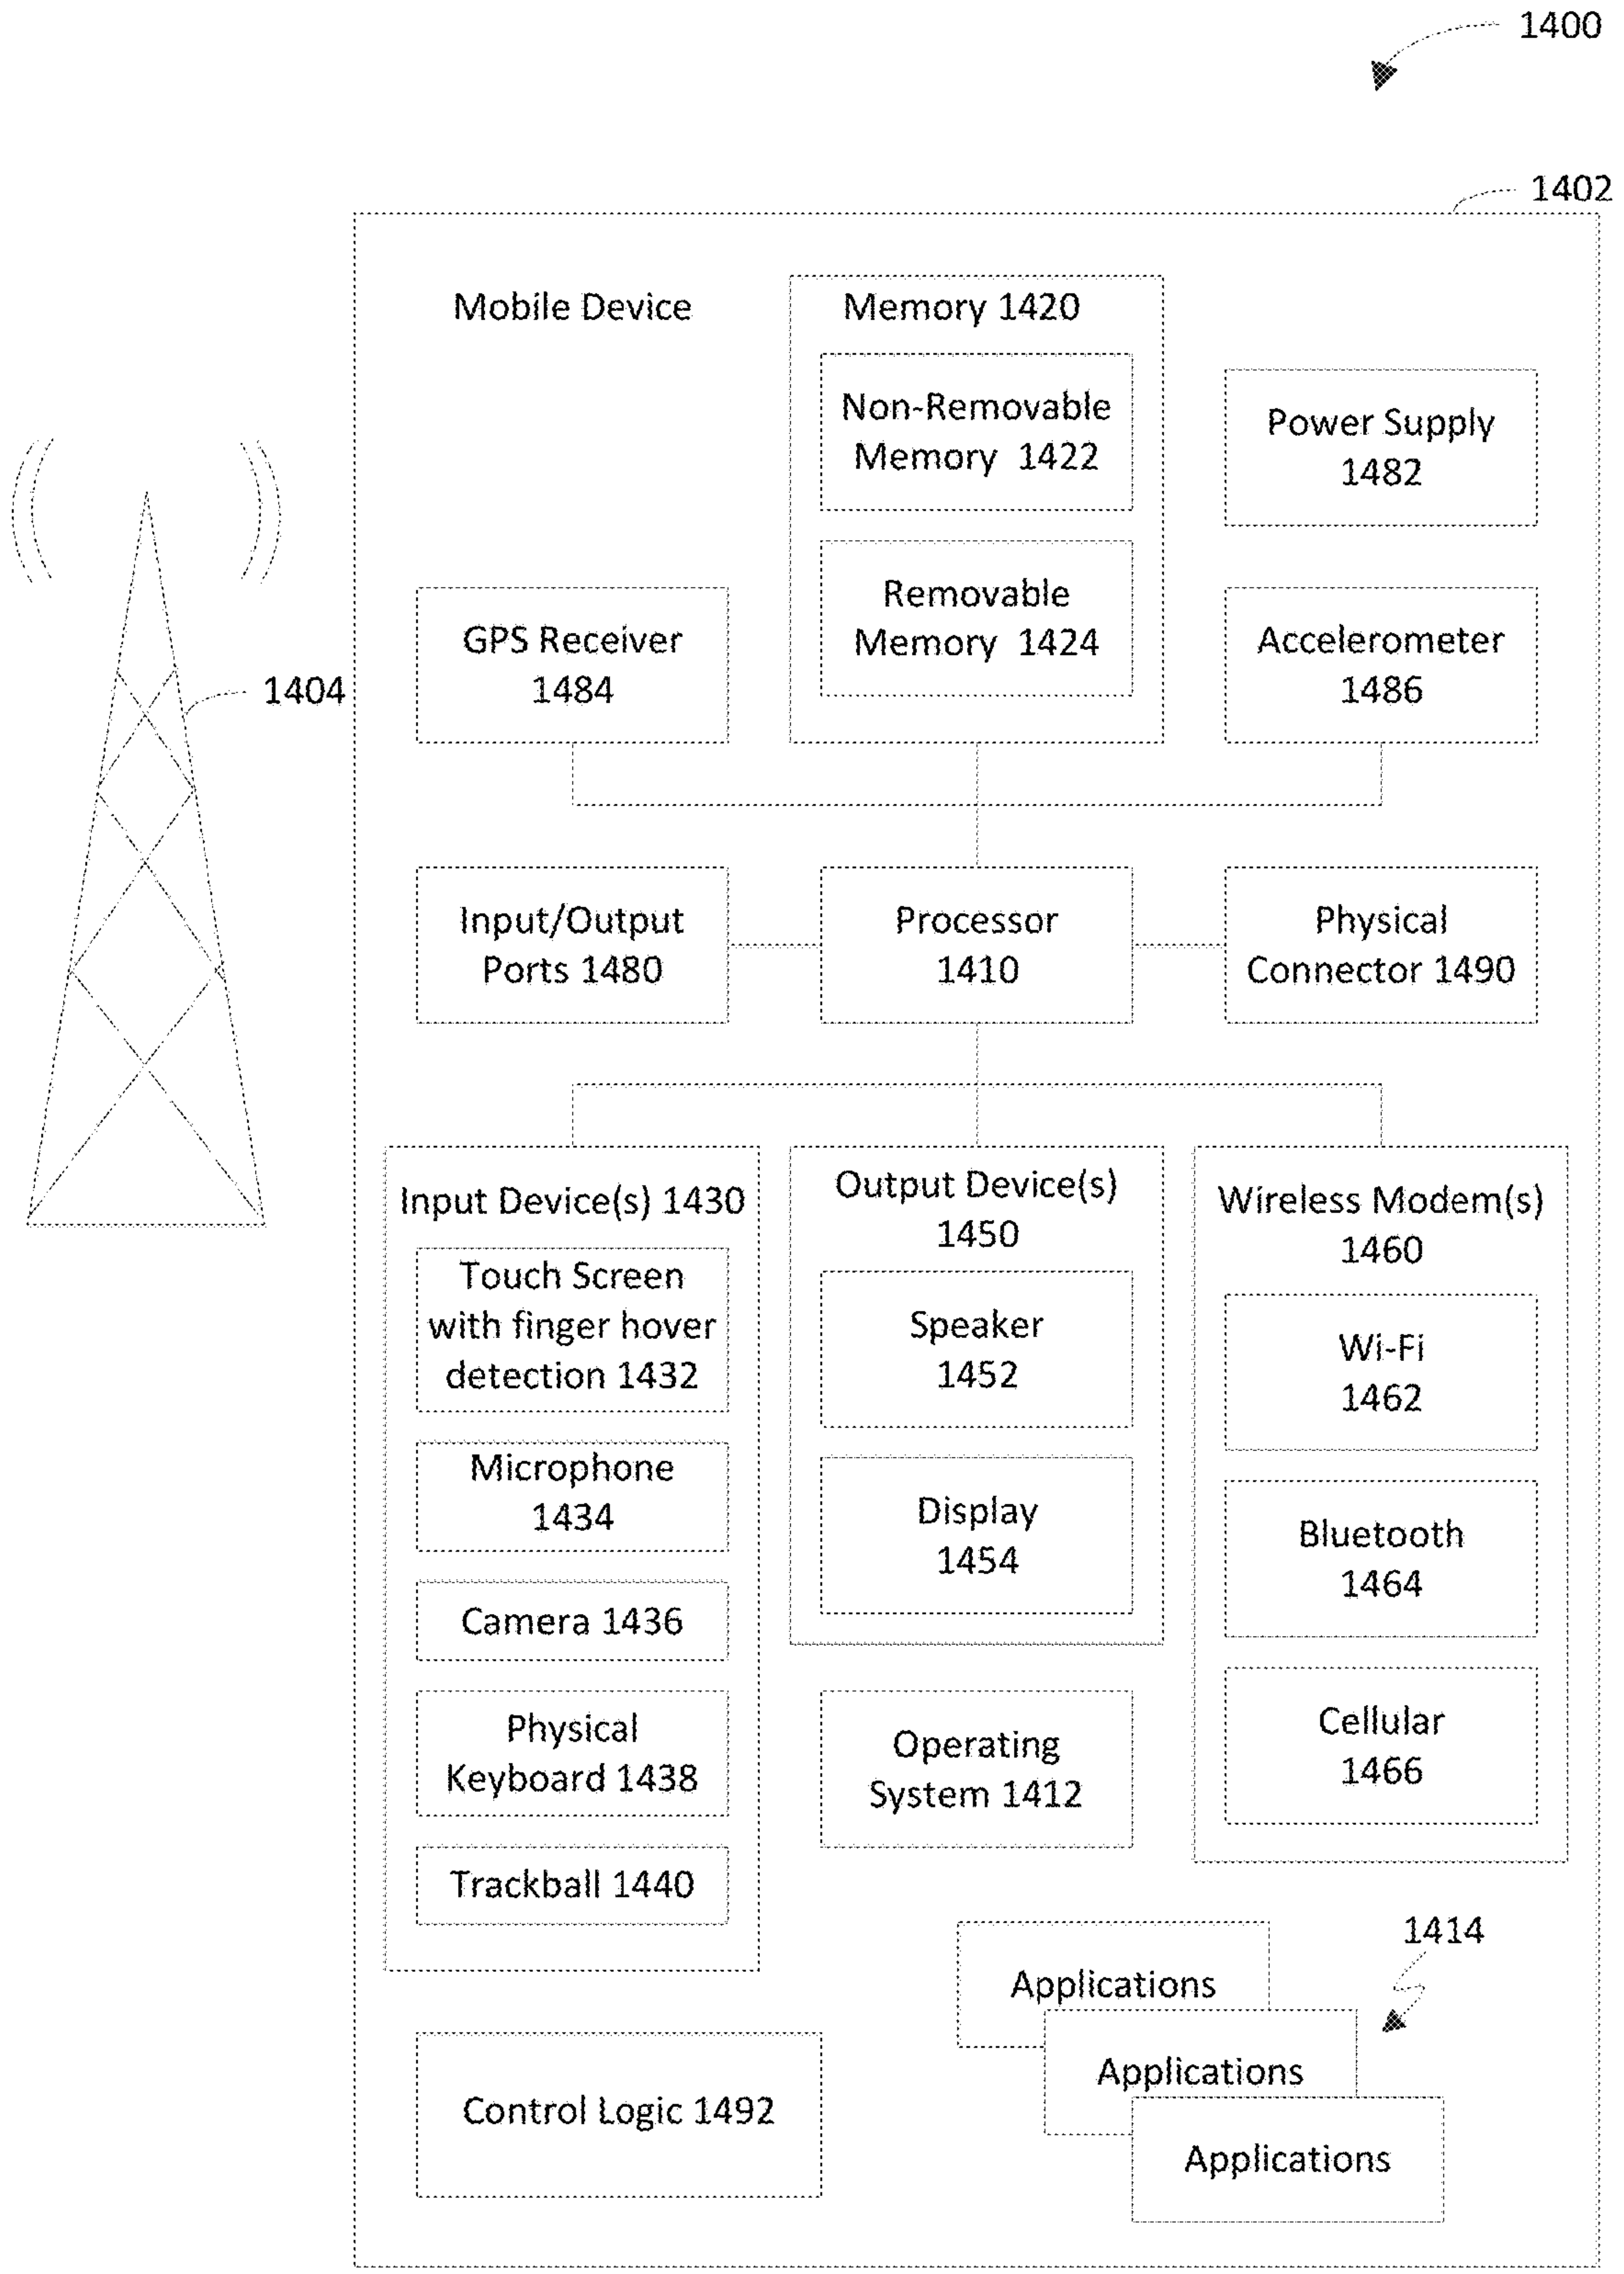 1400
1402
Mobile Device
Memory 1420
Non-Removable
Memory 1422
Power Supply
1482
Removable
Memory 1424
GPS Receiver
1484
Accelerometer
1486
1404
Input/Output
Ports 1480
Processor
1410
Physical
Connector 1490
Input Device(s) 1430
Touch Screen
with finger hover
detection 1432
Microphone
1434
Camera 1436
Physical
Keyboard 1438
Trackball 1440
Output Device(s)
1450
Speaker
1452
Display
1454
Operating
System 1412
Wireless Modem(s)
1460
Wi-Fi
1462
Bluetooth
1464
Cellular
1466
1414
Applications
Applications
Applications
Control Logic 1492